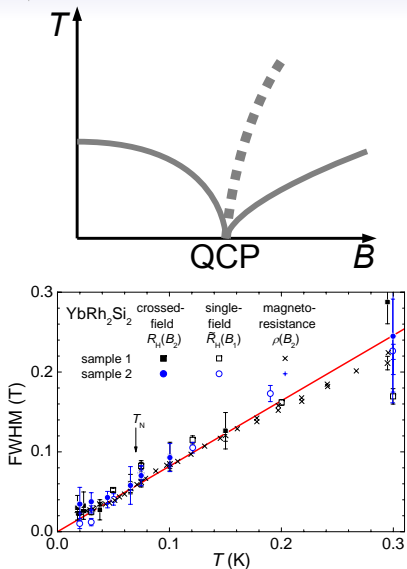 T
QCP
B
0.3
YbRh2Si2
crossed-
field
R̃H(B2)
single-
field
R̃H(B1)
magneto-
resistance
ρ(B2)
sample 1
sample 2
0.2
TN
FWHM (T)
0.1
0.0
0.0 0.1 0.2 0.3
T (K)